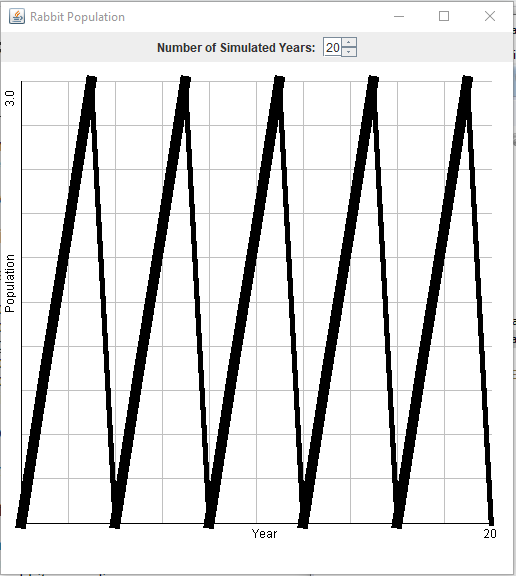 Rabbit Population
Number of Simulated Years: 20
3.0
Population
Year
20